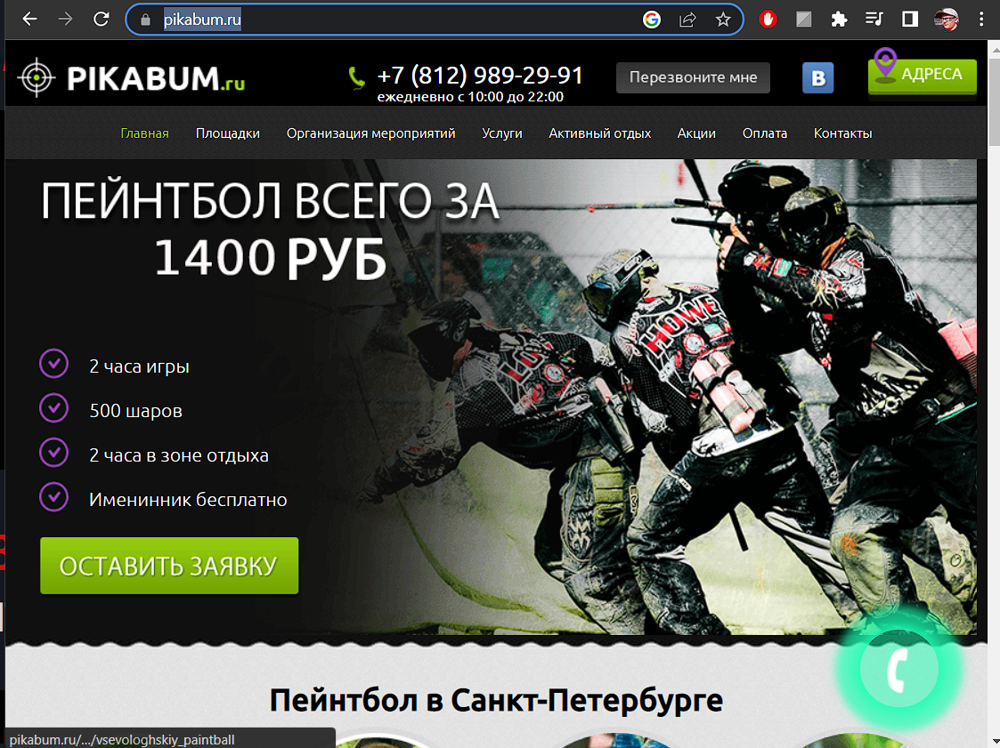 pikabum.ru
PIKABUM.ru
+7 (812) 989-29-91
ежедневно с 10:00 до 22:00
Перезвоните мне
В
АДРЕСА
Главная Площадки Организация мероприятий Услуги Активный отдых Акции Оплата Контакты
ПЕЙНТБОЛ ВСЕГО ЗА
1400 РУБ
HOWE
2 часа игры
500 шаров
2 часа в зоне отдыха
Именинник бесплатно
ОСТАВИТЬ ЗАЯВКУ
Пейнтбол в Санкт-Петербурге
pikabum.ru/.../vsevologhskiy_paintball